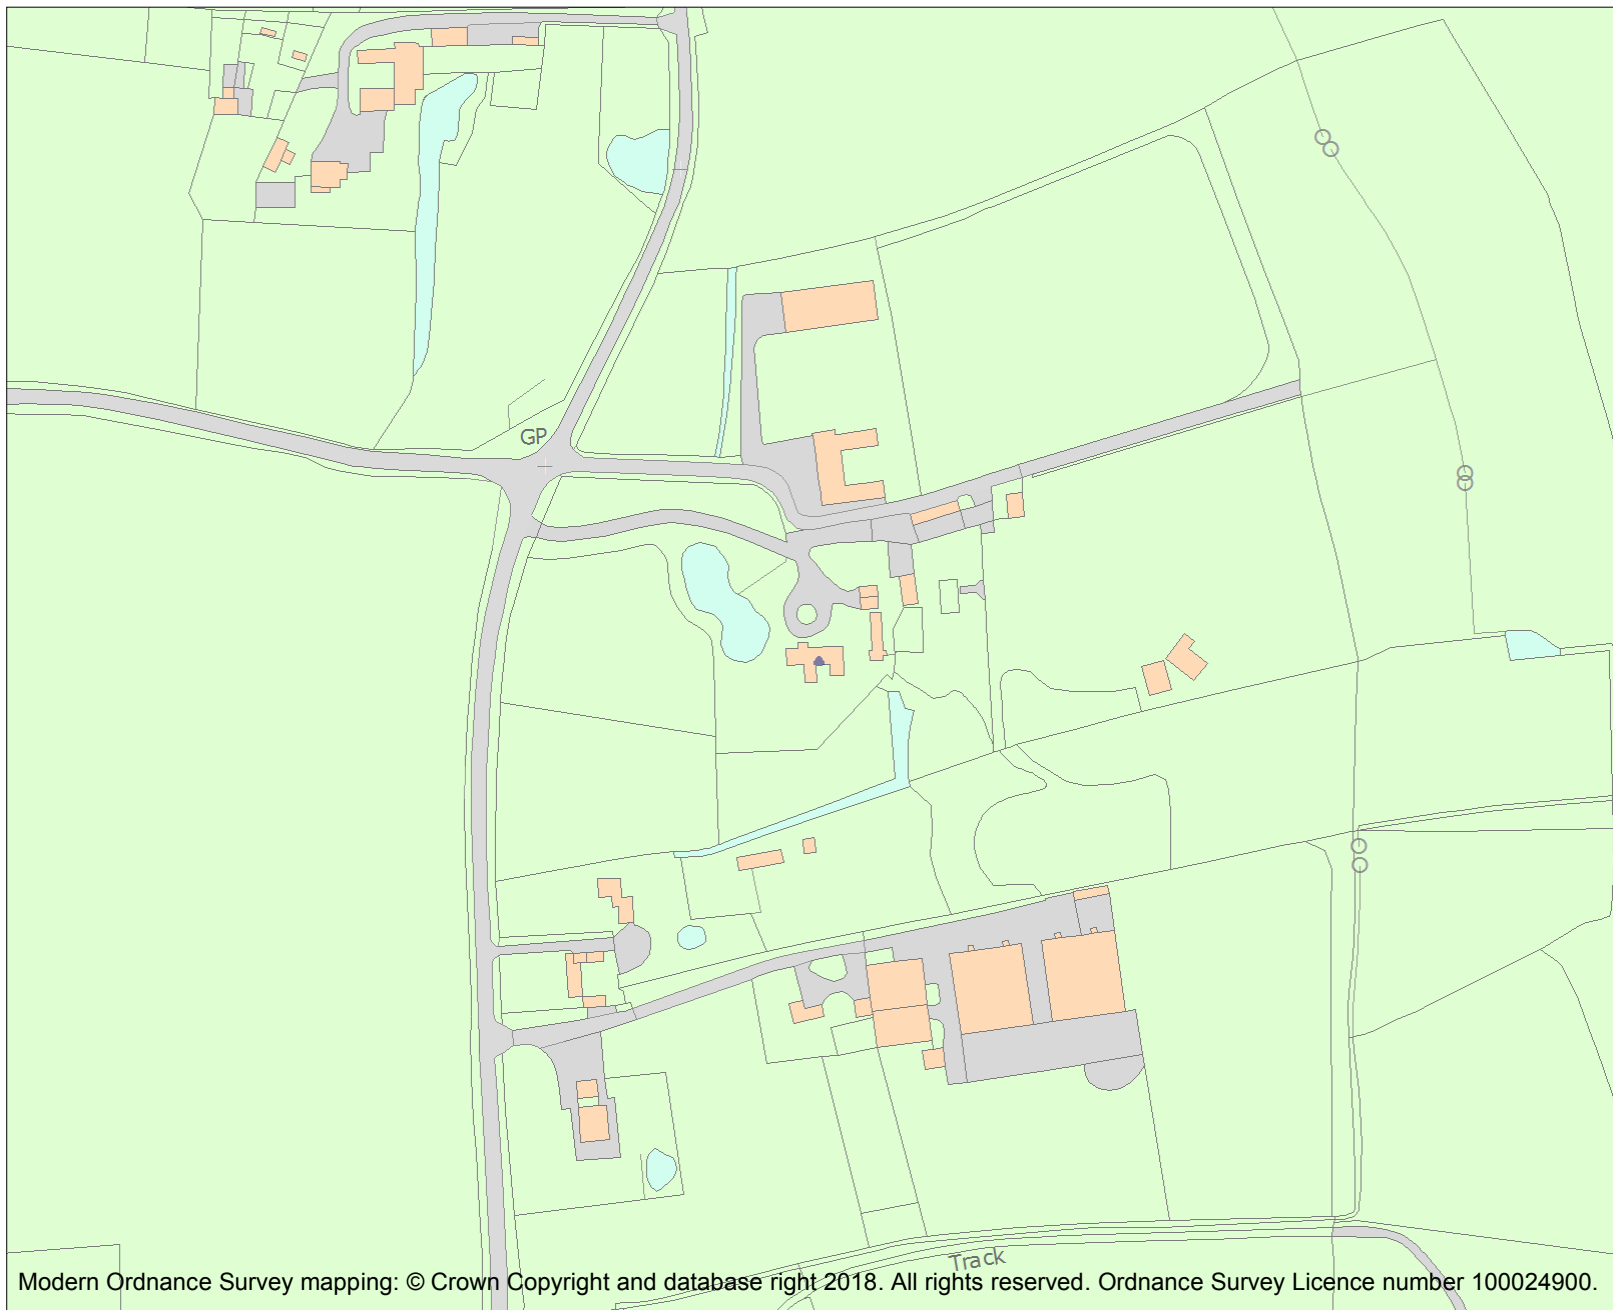 GP
Track
Modern Ordnance Survey mapping: © Crown Copyright and database right 2018. All rights reserved. Ordnance Survey Licence number 100024900.